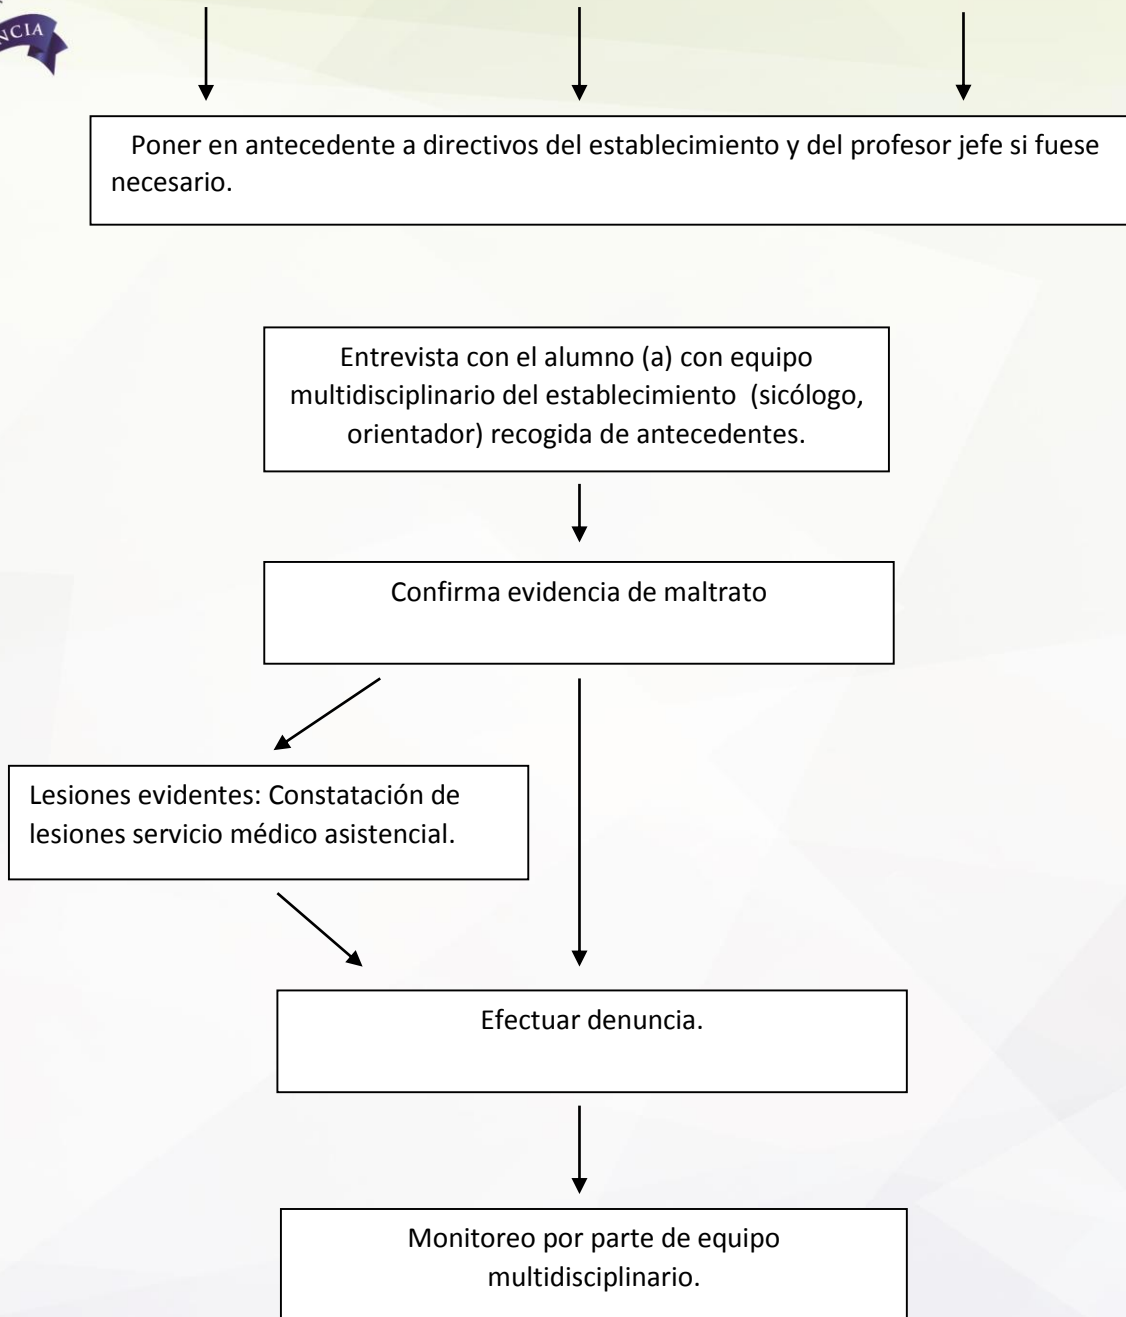 NCIA
Poner en antecedente a directivos del establecimiento y del profesor jefe si fuese
necesario.
Entrevista con el alumno (a) con equipo
multidisciplinario del establecimiento (sicólogo,
orientador) recogida de antecedentes.
Confirma evidencia de maltrato
Lesiones evidentes: Constatación de
lesiones servicio médico asistencial.
Efectuar denuncia.
Monitoreo por parte de equipo
multidisciplinario.